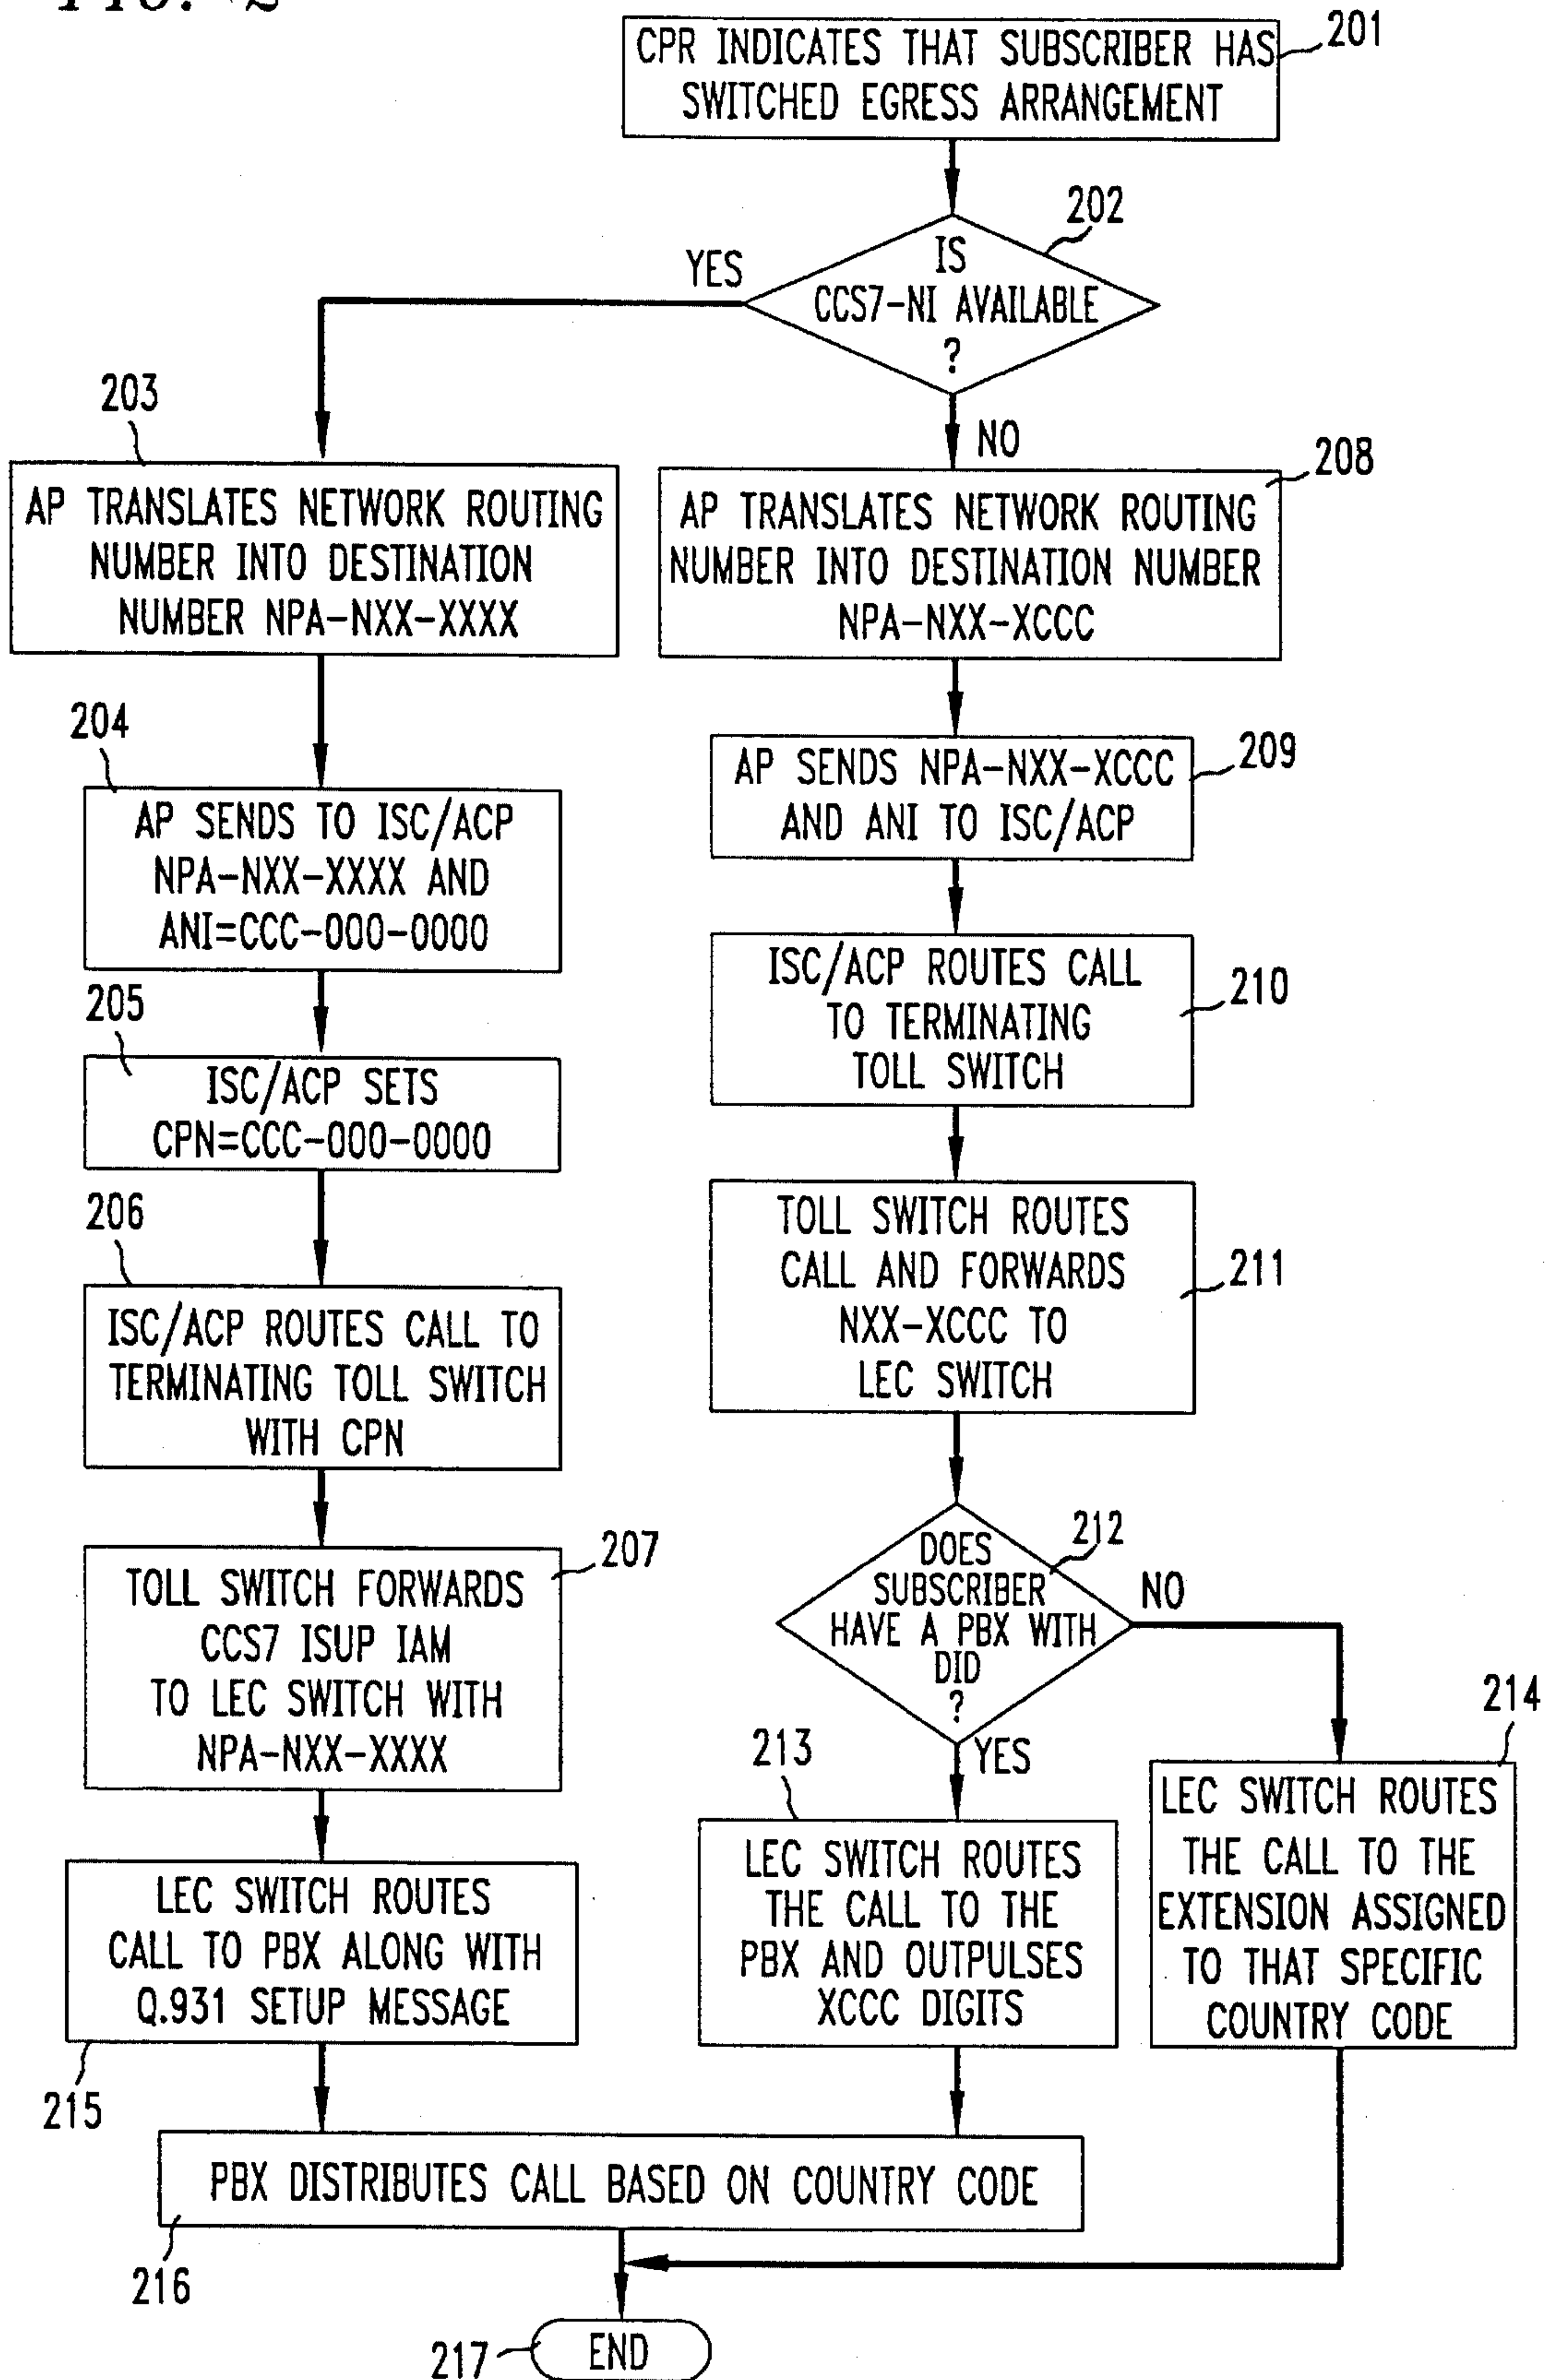 FIG. 2
CPR INDICATES THAT SUBSCRIBER HAS
SWITCHED EGRESS ARRANGEMENT
201
IS
CCS7-NI AVAILABLE
?
202
YES
NO
203
AP TRANSLATES NETWORK ROUTING
NUMBER INTO DESTINATION
NUMBER NPA-NXX-XXXX
204
AP SENDS TO ISC/ACP
NPA-NXX-XXXX AND
ANI=CCC-000-0000
205
ISC/ACP SETS
CPN=CCC-000-0000
206
ISC/ACP ROUTES CALL TO
TERMINATING TOLL SWITCH
WITH CPN
207
TOLL SWITCH FORWARDS
CCS7 ISUP IAM
TO LEC SWITCH WITH
NPA-NXX-XXXX
LEC SWITCH ROUTES
CALL TO PBX ALONG WITH
Q.931 SETUP MESSAGE
215
208
AP TRANSLATES NETWORK ROUTING
NUMBER INTO DESTINATION NUMBER
NPA-NXX-XCCC
209
AP SENDS NPA-NXX-XCCC
AND ANI TO ISC/ACP
210
ISC/ACP ROUTES CALL
TO TERMINATING
TOLL SWITCH
211
TOLL SWITCH ROUTES
CALL AND FORWARDS
NXX-XCCC TO
LEC SWITCH
212
DOES
SUBSCRIBER
HAVE A PBX WITH
DID
?
NO
YES
213
LEC SWITCH ROUTES
THE CALL TO THE
PBX AND OUTPULSES
XCCC DIGITS
214
LEC SWITCH ROUTES
THE CALL TO THE
EXTENSION ASSIGNED
TO THAT SPECIFIC
COUNTRY CODE
PBX DISTRIBUTES CALL BASED ON COUNTRY CODE
216
217
END